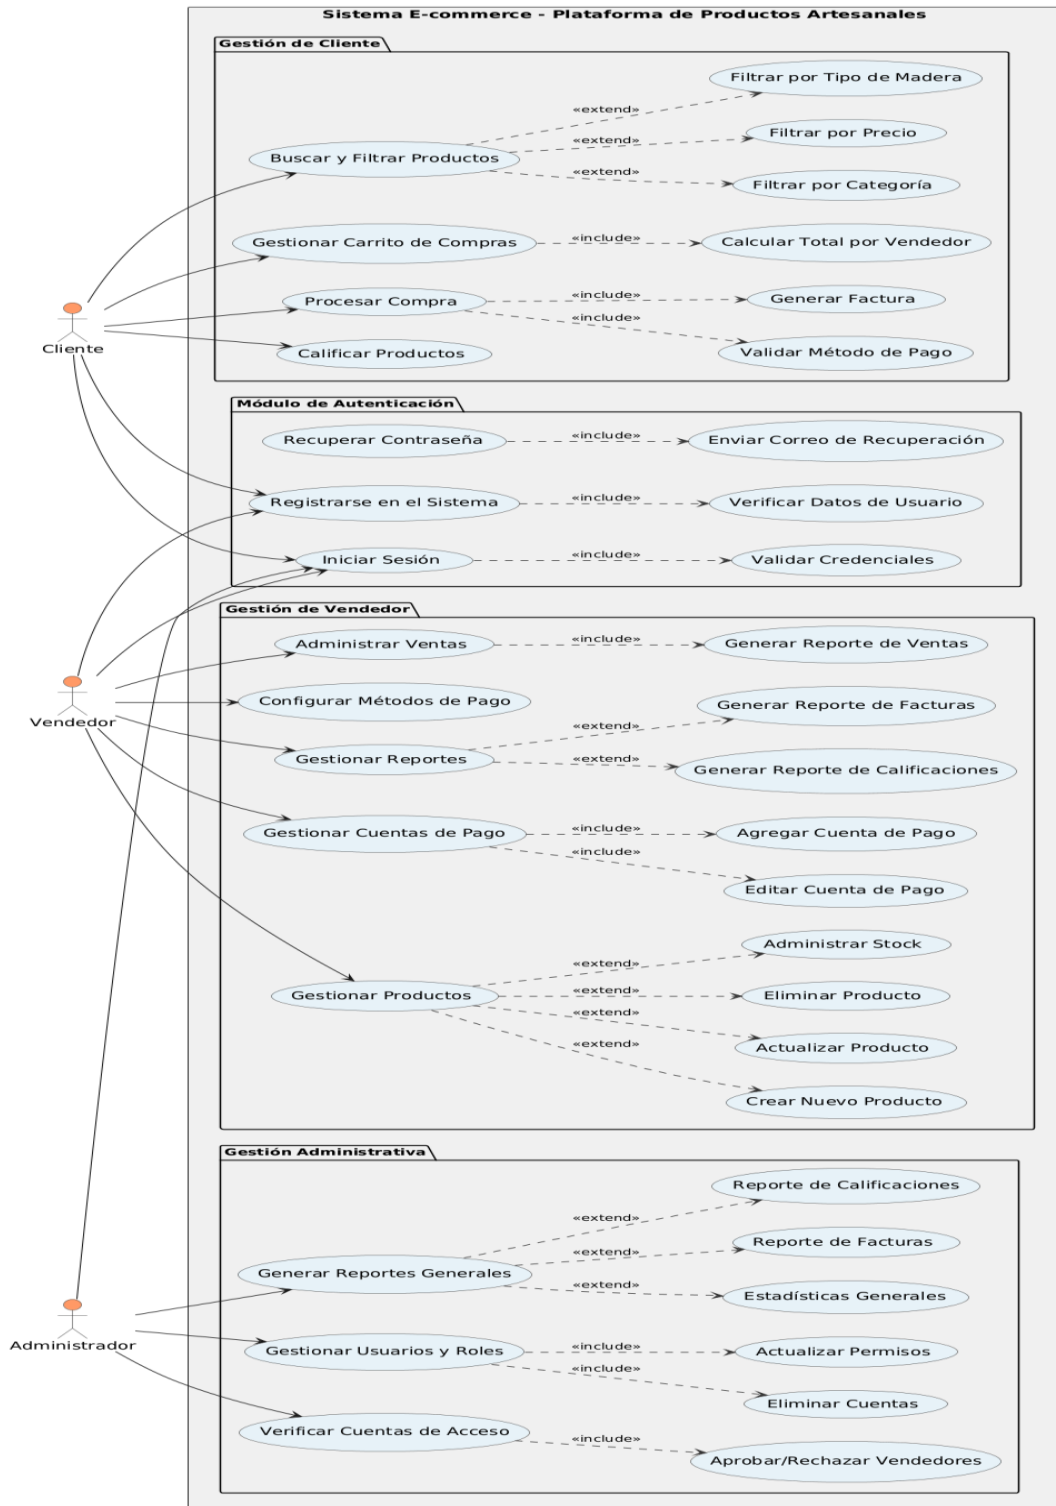 Sistema E-commerce - Plataforma de Productos Artesanales
Gestión de Cliente
Filtrar por Tipo de Madera
«extend»
Filtrar por Precio
«extend»
Buscar y Filtrar Productos
«extend»
Filtrar por Categoría
Gestionar Carrito de Compras
«include»
Calcular Total por Vendedor
Procesar Compra
«include»
Generar Factura
«include»
Cliente
Calificar Productos
Validar Método de Pago
Módulo de Autenticación
Recuperar Contraseña
«include»
Enviar Correo de Recuperación
Registrarse en el Sistema
«include»
Verificar Datos de Usuario
Iniciar Sesión
«include»
Validar Credenciales
Gestión de Vendedor
Administrar Ventas
«include»
Generar Reporte de Ventas
Configurar Métodos de Pago
Generar Reporte de Facturas
Vendedor
«extend»
Gestionar Reportes
«extend»
Generar Reporte de Calificaciones
Gestionar Cuentas de Pago
«include»
Agregar Cuenta de Pago
«include»
Editar Cuenta de Pago
Administrar Stock
«extend»
Gestionar Productos
«extend»
Eliminar Producto
«extend»
Actualizar Producto
«extend»
Crear Nuevo Producto
Gestión Administrativa
Reporte de Calificaciones
«extend»
Reporte de Facturas
«extend»
Generar Reportes Generales
«extend»
Estadísticas Generales
Administrador
Gestionar Usuarios y Roles
«include»
Actualizar Permisos
«include»
Eliminar Cuentas
Verificar Cuentas de Acceso
«include»
Aprobar/Rechazar Vendedores